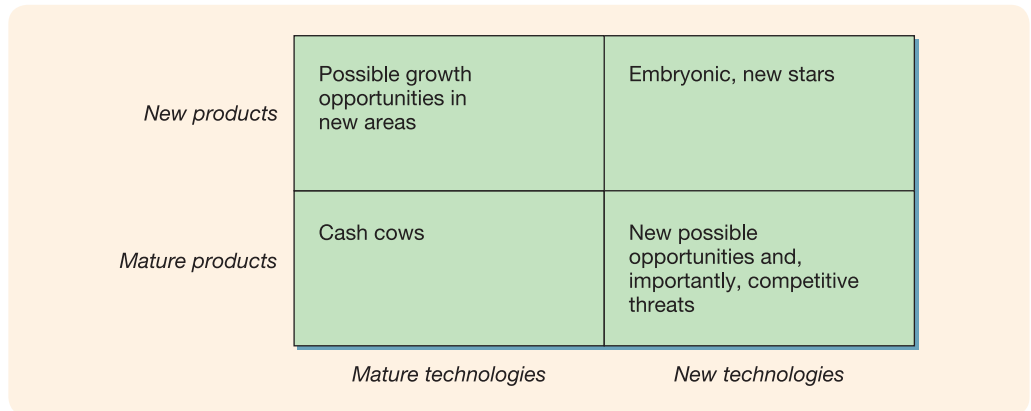 New products
Possible growth
opportunities in
new areas
Embryonic, new stars
Mature products
Cash cows
New possible
opportunities and,
importantly, competitive
threats
Mature technologies
New technologies